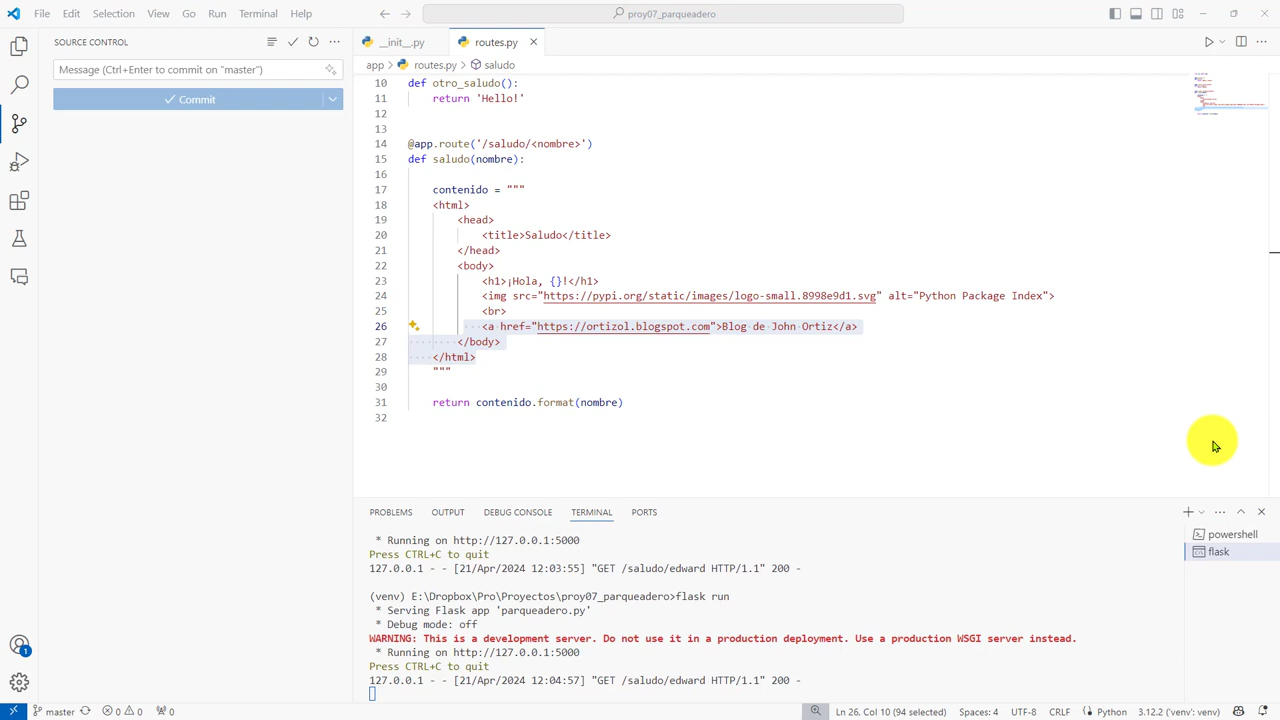 File Edit Selection View Go Run Terminal Help
proy07_parqueadero
SOURCE CONTROL
Message (Ctrl+Enter to commit on "master")
Commit
__init__.py
routes.py
app > routes.py > saludo
10 def otro_saludo():
11 return 'Hello!'
12
13
14 @app.route('/saludo/<nombre>')
15 def saludo(nombre):
16
17 contenido = """
18 <html>
19 <head>
20 <title>Saludo</title>
21 </head>
22 <body>
23 <h1>¡Hola, {}!</h1>
24 <img src="https://pypi.org/static/images/logo-small.8998e9d1.svg" alt="Python Package Index">
25 <br>
26 <a href="https://ortizol.blogspot.com">Blog de John Ortiz</a>
27 </body>
28 </html>
29 """
30
31 return contenido.format(nombre)
32
PROBLEMS OUTPUT DEBUG CONSOLE TERMINAL PORTS
powershell
flask
* Running on http://127.0.0.1:5000
Press CTRL+C to quit
127.0.0.1 - - [21/Apr/2024 12:03:55] "GET /saludo/edward HTTP/1.1" 200 -
(venv) E:\Dropbox\Pro\Proyectos\proy07_parqueadero>flask run
* Serving Flask app 'parqueadero.py'
* Debug mode: off
WARNING: This is a development server. Do not use it in a production deployment. Use a production WSGI server instead.
* Running on http://127.0.0.1:5000
Press CTRL+C to quit
127.0.0.1 - - [21/Apr/2024 12:04:57] "GET /saludo/edward HTTP/1.1" 200 -
1
master 0 0 0 Ln 26, Col 10 (94 selected) Spaces: 4 UTF-8 CRLF Python 3.12.2 ('venv': venv)